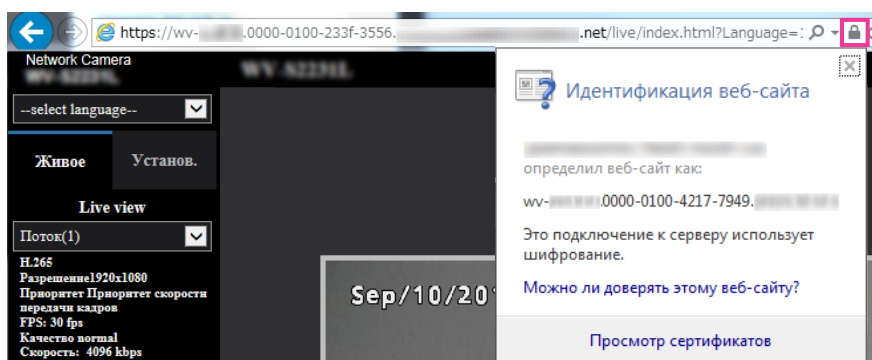 https://wv- .0000-0100-233f-3556. .net/live/index.html?Language=:
Network Camera
WV-S2231L
WV-S2231L
--select language--
Живое
Установ.
Live view
Поток(1)
H.265
Разрешение1920x1080
Приоритет Приоритет скорости
передачи кадров
FPS: 30 fps
Качество normal
Скорость: 4096 kbps
Sep/10/201
Идентификация веб-сайта
определил веб-сайт как:
wv- .0000-0100-4217-7949.
Это подключение к серверу использует
шифрование.
Можно ли доверять этому веб-сайту?
Просмотр сертификатов